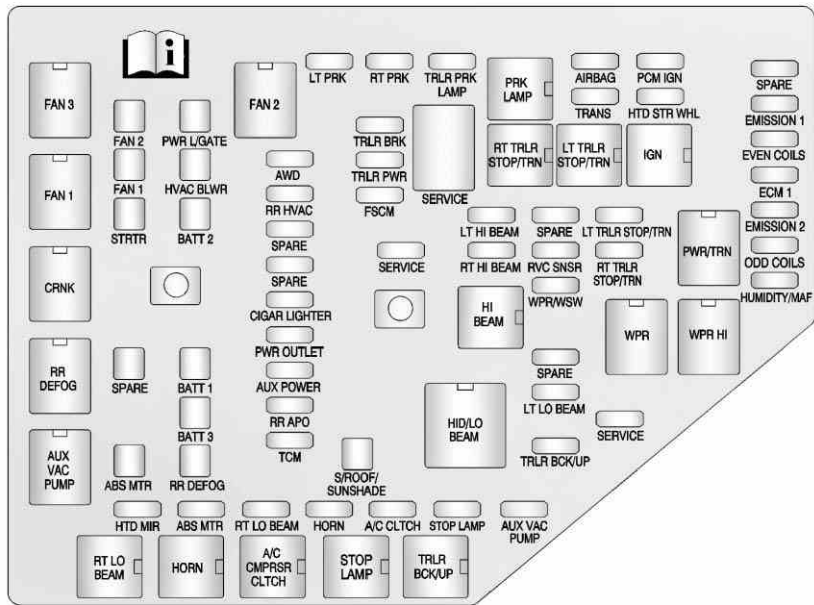 LT PRK
RT PRK
TRLR PRK
LAMP
PRK
LAMP
AIRBAG
PCM IGN
FAN 3
FAN 2
SPARE
TRANS
HTD STR WHL
EMISSION 1
FAN 2
PWR L/GATE
TRLR BRK
RT TRLR
STOP/TRN
LT TRLR
STOP/TRN
IGN
EVEN COILS
AWD
TRLR PWR
SERVICE
FAN 1
FAN 1
HVAC BLWR
ECM 1
RR HVAC
FSCM
STRTR
BATT 2
SPARE
LT HI BEAM
SPARE
LT TRLR STOP/TRN
PWR/TRN
EMISSION 2
SERVICE
RT HI BEAM
RVC SNSR
RT TRLR
STOP/TRN
ODD COILS
CRNK
SPARE
WPR/WSW
HUMIDITY/MAF
CIGAR LIGHTER
HI
BEAM
WPR
WPR HI
PWR OUTLET
RR
DEFOG
SPARE
BATT 1
AUX POWER
SPARE
LT LO BEAM
BATT 3
RR APO
HID/LO
BEAM
SERVICE
AUX
VAC
PUMP
TCM
TRLR BCK/UP
ABS MTR
RR DEFOG
S/ROOF/
SUNSHADE
HTD MIR
ABS MTR
RT LO BEAM
HORN
A/C CLTCH
STOP LAMP
AUX VAC
PUMP
RT LO
BEAM
HORN
A/C
CMPRSR
CLTCH
STOP
LAMP
TRLR
BCK/UP